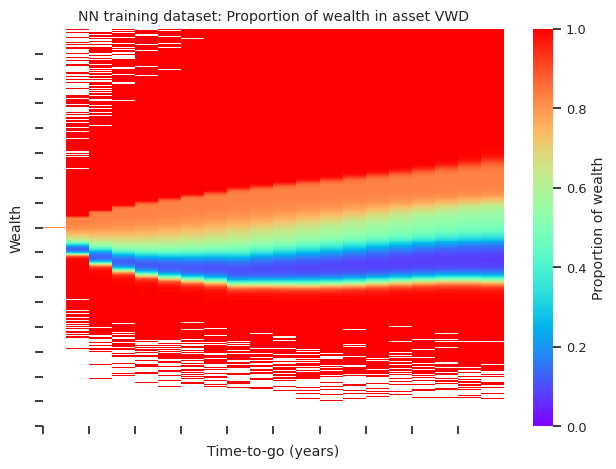 NN training dataset: Proportion of wealth in asset VWD
Wealth
Time-to-go (years)
1.0
0.8
0.6
0.4
0.2
0.0
Proportion of wealth